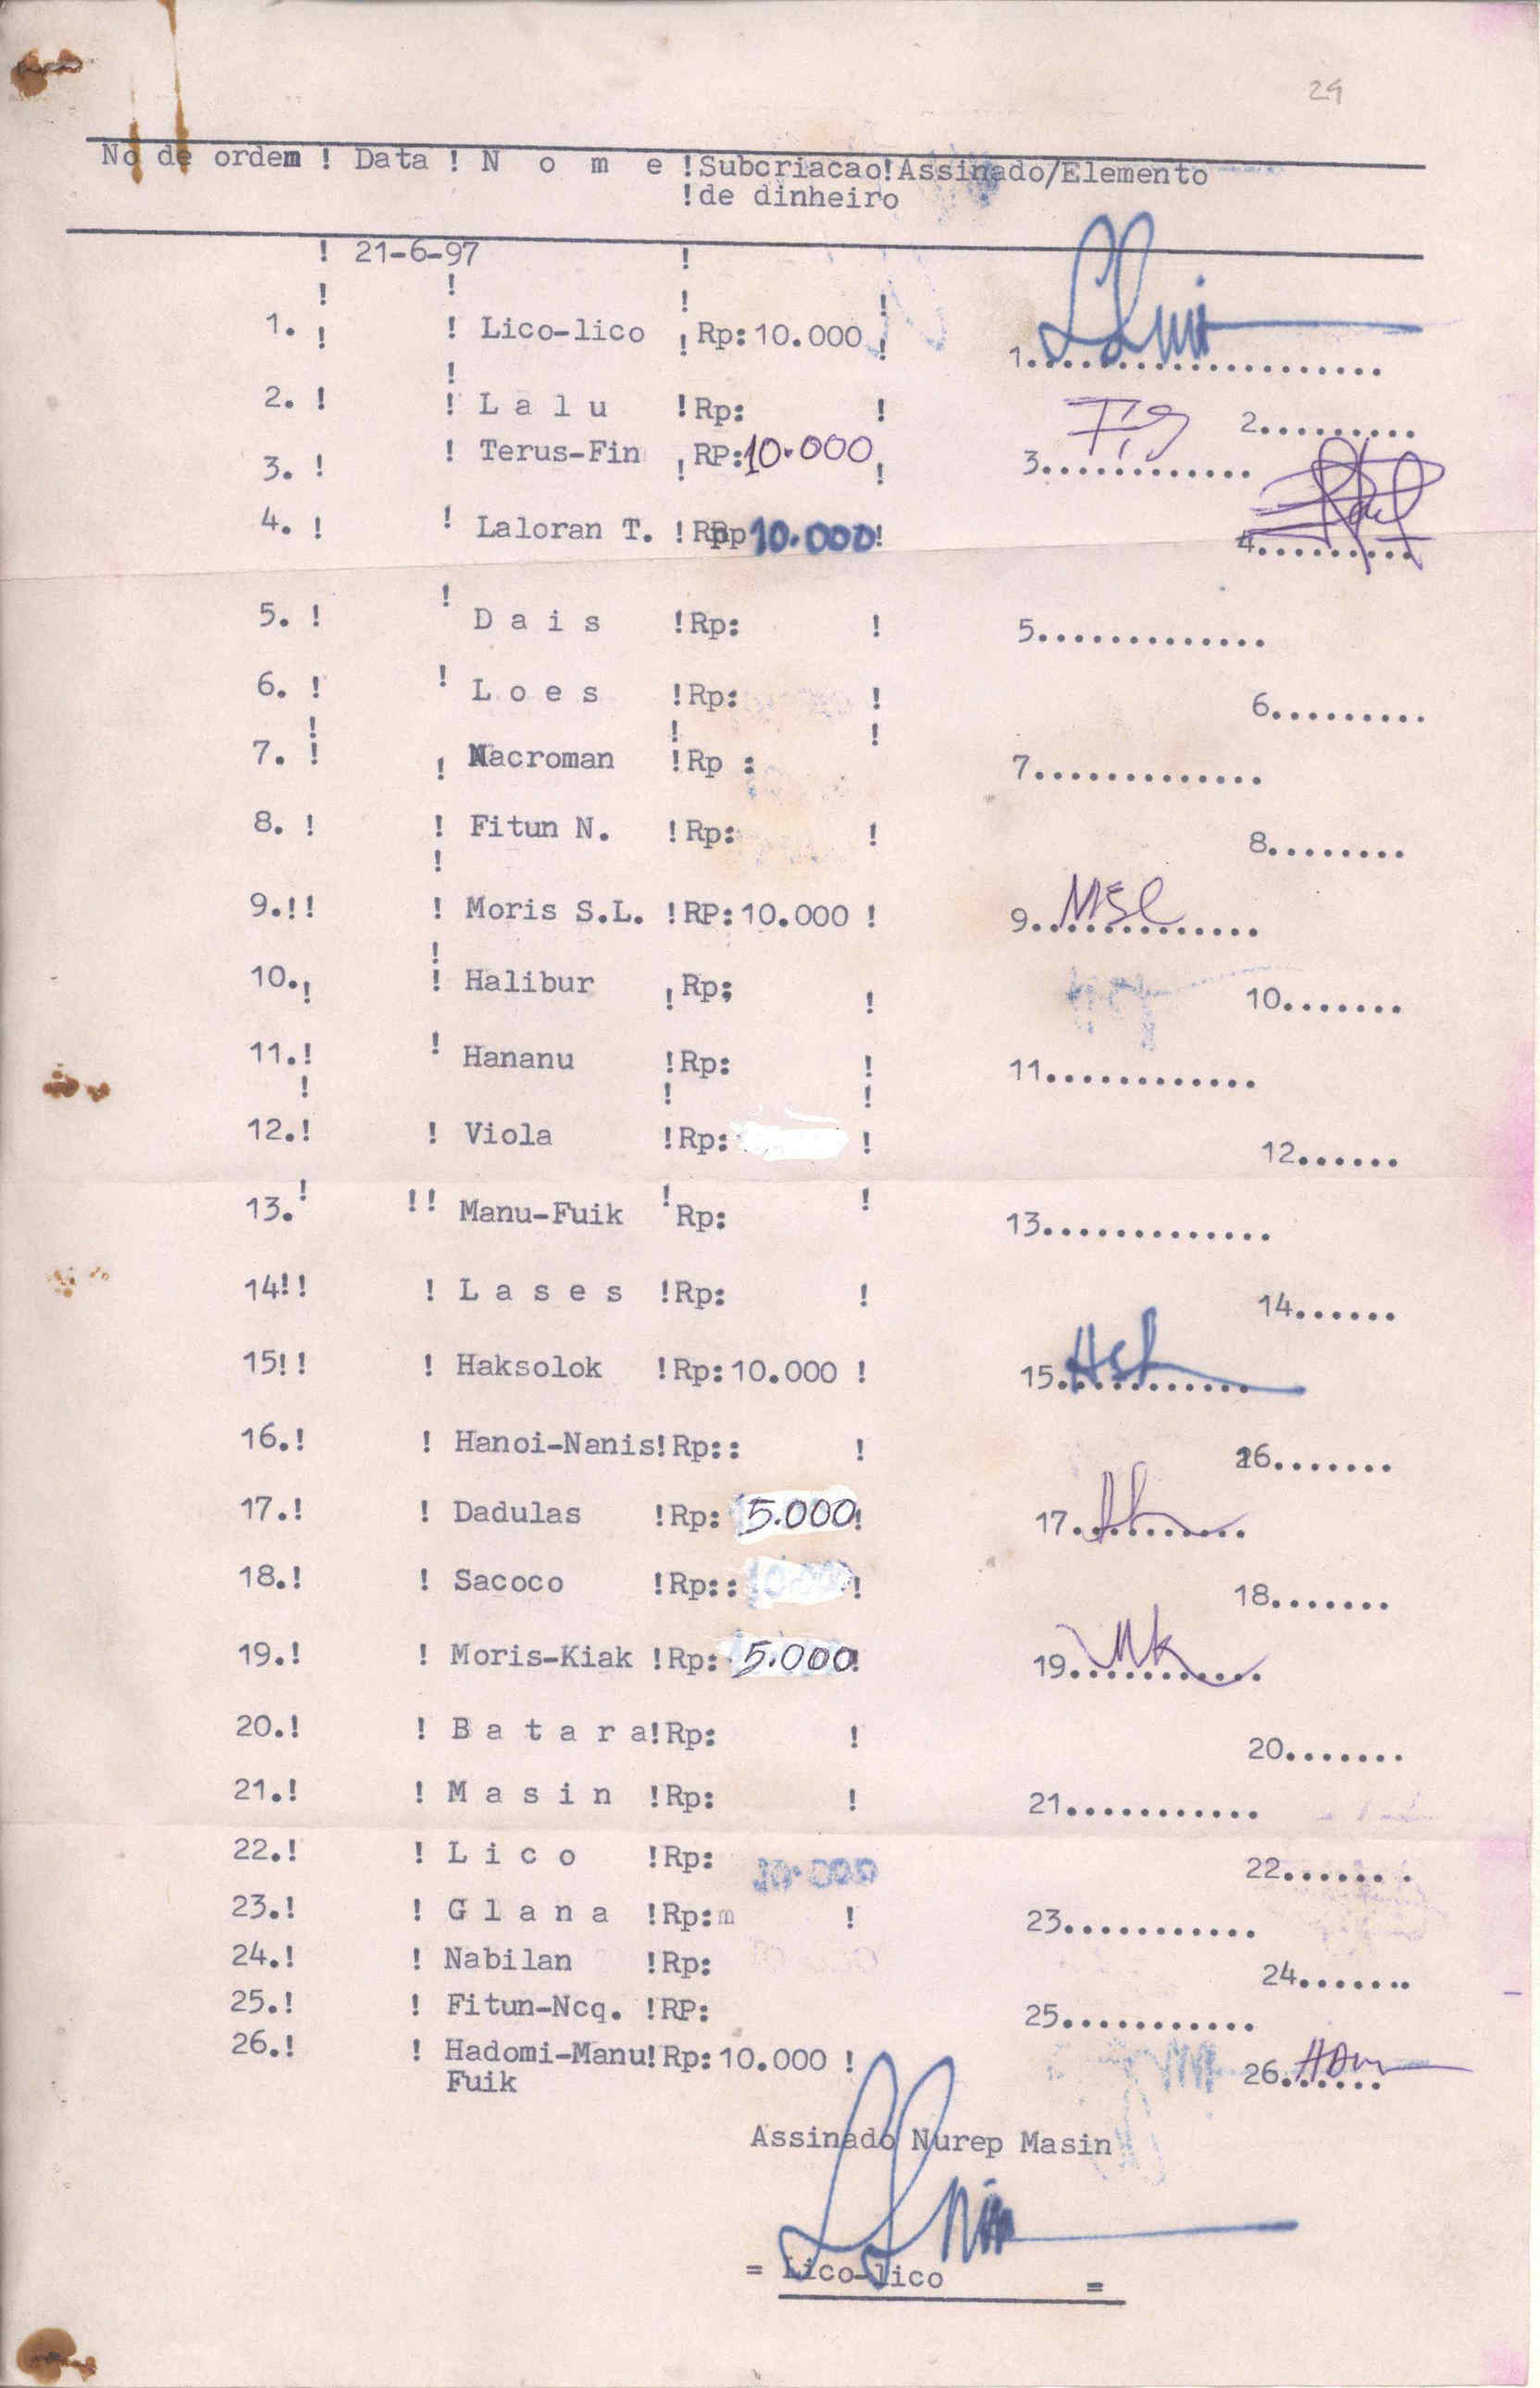 29
No de ordem ! Data ! N o m e !Subcriacao!Assinado/Elemento
!de dinheiro
! 21-6-97 !
! ! ! !
1. ! ! Lico-lico ! Rp:10.000 ! 1.....................
!
2. ! ! L a l u !Rp: ! 2.........
3. ! ! Terus-Fin ! RP:10.000 ! 3............
4. ! ! Laloran T. !Rp 10.000! 4.........
5. ! ! D a i s !Rp: ! 5.............
6. ! ! L o e s !Rp: ! 6.........
! ! !
7. ! ! Nacroman !Rp : 7.............
8. ! ! Fitun N. !Rp: ! 8........
!
9.!! ! Moris S.L. !RP:10.000 ! 9............. MSL
!
10.! ! Halibur ! Rp; ! 10.......
11.! ! Hananu !Rp: ! 11............
! ! !
12.! ! Viola !Rp: ! 12......
13.! !! Manu-Fuik ! Rp: ! 13.............
14!! ! L a s e s !Rp: ! 14......
15!! ! Haksolok !Rp:10.000 ! 15...........
16.! ! Hanoi-Nanis!Rp:: ! 16.......
17.! ! Dadulas !Rp: 5.000! 17..........
18.! ! Sacoco !Rp:: ! 18.......
19.! ! Moris-Kiak !Rp: 5.000! 19........... MK
20.! ! B a t a r a!Rp: ! 20.......
21.! ! M a s i n !Rp: ! 21...........
22.! ! L i c o !Rp: 22...... .
23.! ! G l a n a !Rp:m ! 23...........
24.! ! Nabilan !Rp: 24.......
25.! ! Fitun-Ncq. !RP: 25...........
26.! ! Hadomi-Manu!Rp:10.000 ! 26......
Fuik
Assinado Nurep Masin
= Lico-lico =